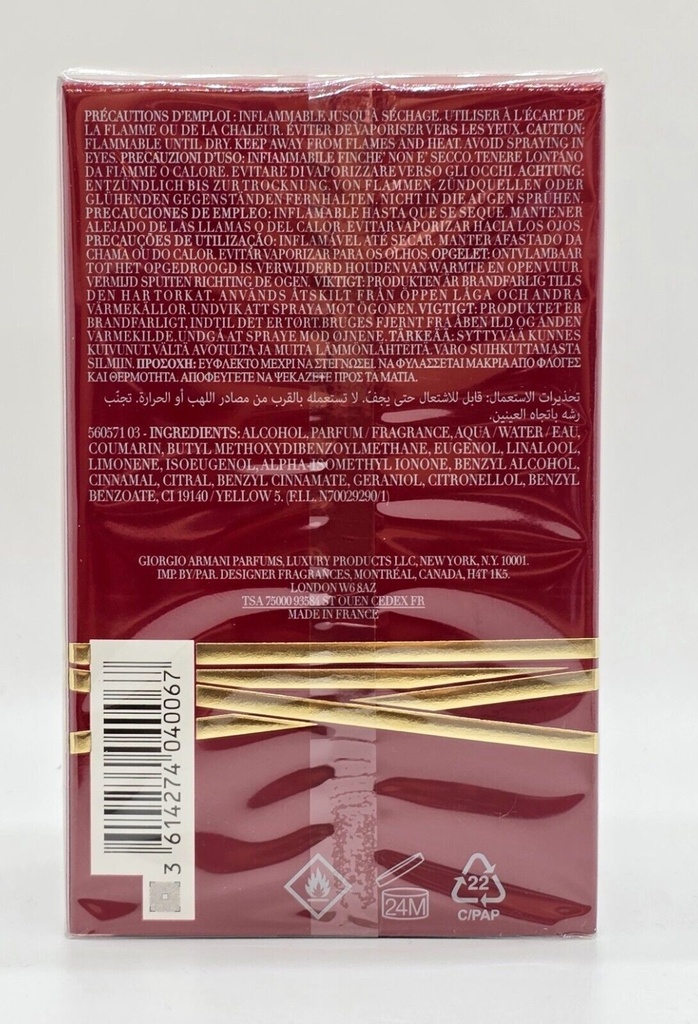 PRÉCAUTIONS D'EMPLOI : INFLAMMABLE JUSQU'À SÉCHAGE. UTILISER À L'ÉCART DE
LA FLAMME OU DE LA CHALEUR. ÉVITER DE VAPORISER VERS LES YEUX. CAUTION:
FLAMMABLE UNTIL DRY. KEEP AWAY FROM FLAMES AND HEAT. AVOID SPRAYING IN
EYES. PRECAUZIONI D'USO: INFIAMMABILE FINCHE' NON E' SECCO. TENERE LONTANO
DA FIAMME O CALORE. EVITARE DI VAPORIZZARE VERSO GLI OCCHI. ACHTUNG:
ENTZÜNDLICH BIS ZUR TROCKNUNG. VON FLAMMEN, ZÜNDQUELLEN ODER
GLÜHENDEN GEGENSTÄNDEN FERNHALTEN. NICHT IN DIE AUGEN SPRÜHEN
PRECAUCIONES DE EMPLEO: INFLAMABLE HASTA QUE SE SEQUE. MANTENER
ALEJADO DE LAS LLAMAS O DEL CALOR. EVITAR VAPORIZAR HACIA LOS OJOS.
PRECAUÇÕES DE UTILIZAÇÃO: INFLAMÁVEL ATÉ SECAR. MANTER AFASTADO DA
CHAMA OU DO CALOR. EVITAR VAPORIZAR PARA OS OLHOS. OPGELET: ONTVLAMBAAR
TOT HET OPGEDROOGD IS. VERWIJDERD HOUDEN VAN WARMTE EN OPEN VUUR.
VERMIJD SPUITEN RICHTING DE OGEN. VIKTIGT: PRODUKTEN ÄR BRANDFARLIG TILLS
DEN HAR TORKAT. ANVÄNDS ÅTSKILT FRÅN ÖPPEN LÅGA OCH ANDRA
VÄRMEKÄLLOR. UNDVIK ATT SPRAYA MOT ÖGONEN. VIGTIGT: PRODUKTET ER
BRANDFARLIGT, INDTIL DET ER TØRT. BRUGES FJERNT FRA ÅBEN ILD OG ANDEN
VARMEKILDE. UNDGÅ AT SPRAYE MOD ØJNENE. TÄRKEÄÄ: SYTTYVÄÄ KUNNES
KUIVUNUT. VÄLTÄ AVOTULTA JA MUITA LÄMMÖNLÄHTEITÄ. VARO SUIHKUTTAMASTA
SILMIIN. ΠΡΟΣΟΧΗ: ΕΥΦΛΕΚΤΟ ΜΕΧΡΙ ΝΑ ΣΤΕΓΝΩΣΕΙ. ΝΑ ΦΥΛΑΣΣΕΤΑΙ ΜΑΚΡΙΑ ΑΠΟ ΦΛΟΓΕΣ
ΚΑΙ ΘΕΡΜΟΤΗΤΑ. ΑΠΟΦΕΥΓΕΤΕ ΝΑ ΨΕΚΑΖΕΤΕ ΠΡΟΣ ΤΑ ΜΑΤΙΑ.
تحذيرات الاستعمال: قابل للاشتعال حتى يجف. لا تستعمله بالقرب من مصادر اللهب أو الحرارة. تجنّب
رشه باتجاه العينين.
560571 03 - INGREDIENTS: ALCOHOL, PARFUM / FRAGRANCE, AQUA / WATER / EAU,
COUMARIN, BUTYL METHOXYDIBENZOYLMETHANE, EUGENOL, LINALOOL,
LIMONENE, ISOEUGENOL, ALPHA-ISOMETHYL IONONE, BENZYL ALCOHOL,
CINNAMAL, CITRAL, BENZYL CINNAMATE, GERANIOL, CITRONELLOL, BENZYL
BENZOATE, CI 19140 / YELLOW 5. (F.I.L. N70029290/1)
GIORGIO ARMANI PARFUMS, LUXURY PRODUCTS LLC, NEW YORK, N.Y. 10001.
IMP. BY/PAR. DESIGNER FRAGRANCES, MONTRÉAL, CANADA, H4T 1K5.
LONDON W6 8AZ
TSA 75000 93584 ST OUEN CEDEX FR
MADE IN FRANCE
3 614274 040067
24M
22
C/PAP